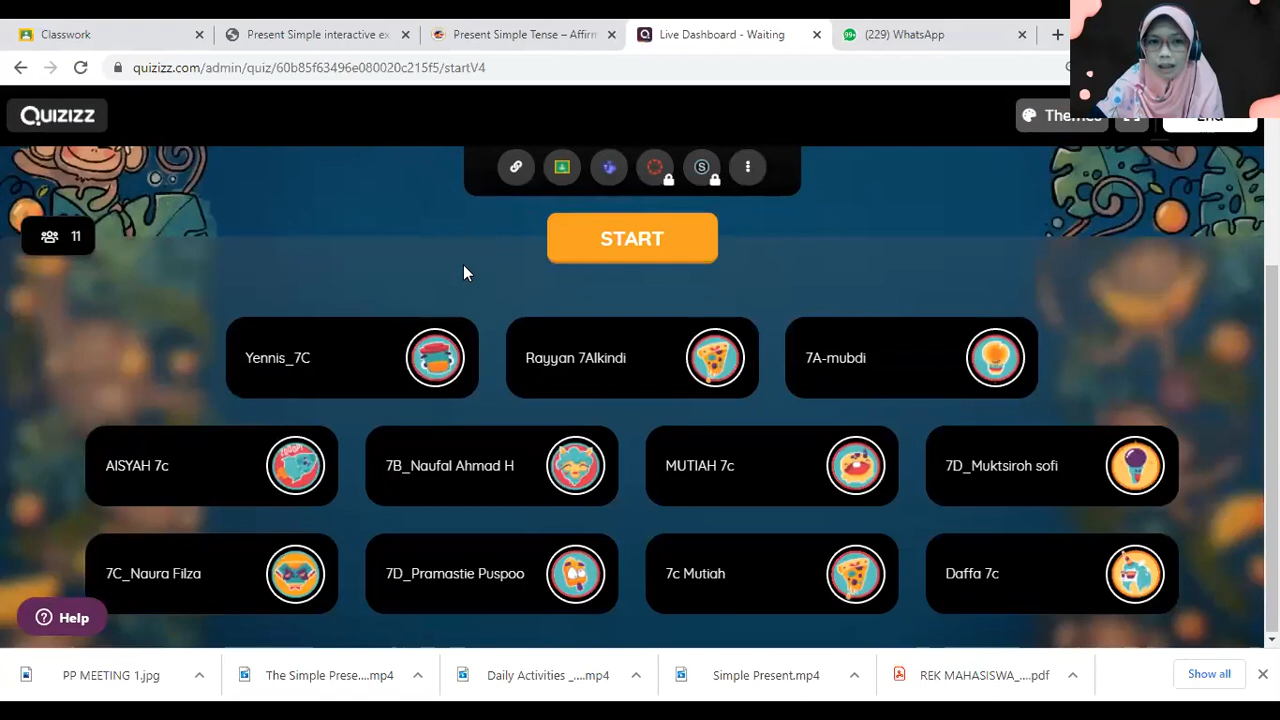 Classwork
Present Simple interactive ex
Present Simple Tense – Affirm
Live Dashboard - Waiting
99+
(229) WhatsApp
quizizz.com/admin/quiz/60b85f63496e080020c215f5/startV4
Quizizz
Themes
End
S
START
11
Yennis_7C
Rayyan 7Alkindi
7A-mubdi
AISYAH 7c
7B_Naufal Ahmad H
MUTIAH 7c
7D_Muktsiroh sofi
7C_Naura Filza
7D_Pramastie Puspoo
7c Mutiah
Daffa 7c
? Help
PP MEETING 1.jpg
The Simple Prese....mp4
Daily Activities _....mp4
Simple Present.mp4
REK MAHASISWA_....pdf
Show all